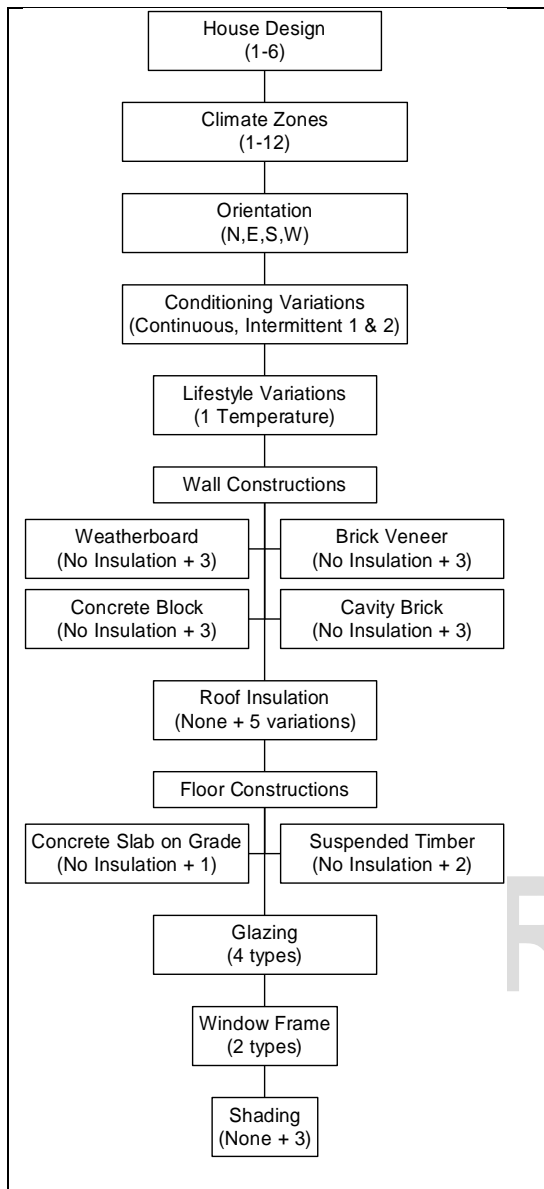 House Design
(1-6)
Climate Zones
(1-12)
Orientation
(N,E,S,W)
Conditioning Variations
(Continuous, Intermittent 1 & 2)
Lifestyle Variations
(1 Temperature)
Wall Constructions
Weatherboard
(No Insulation + 3)
Brick Veneer
(No Insulation + 3)
Concrete Block
(No Insulation + 3)
Cavity Brick
(No Insulation + 3)
Roof Insulation
(None + 5 variations)
Floor Constructions
Concrete Slab on Grade
(No Insulation + 1)
Suspended Timber
(No Insulation + 2)
Glazing
(4 types)
Window Frame
(2 types)
Shading
(None + 3)
R